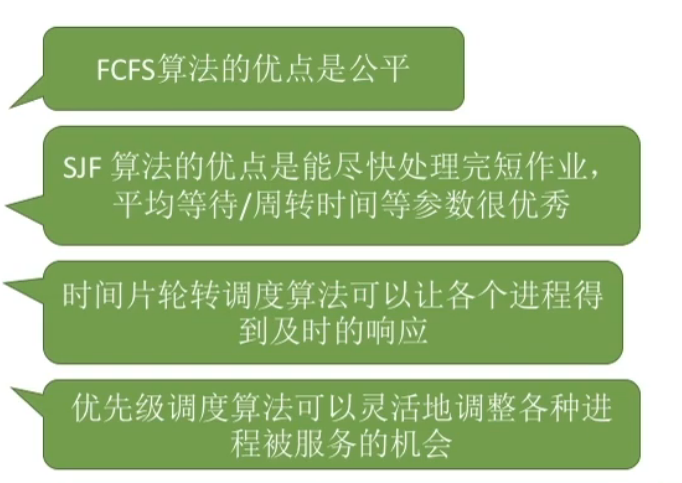 FCFS算法的优点是公平
SJF 算法的优点是能尽快处理完短作业，
平均等待/周转时间等参数很优秀
时间片轮转调度算法可以让各个进程得
到及时的响应
优先级调度算法可以灵活地调整各种进
程被服务的机会